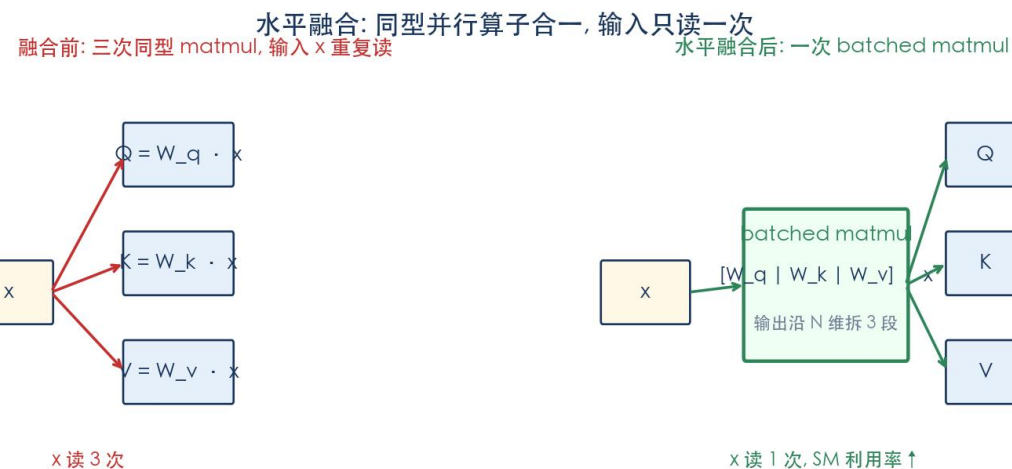 水平融合: 同型并行算子合一, 输入只读一次
融合前: 三次同型 matmul, 输入 x 重复读
水平融合后: 一次 batched matmul
x
Q = W_q · x
K = W_k · x
V = W_v · x
x 读 3 次
x
batched matmul
[W_q | W_k | W_v] · x
输出沿 N 维拆 3 段
Q
K
V
x 读 1 次, SM 利用率↑